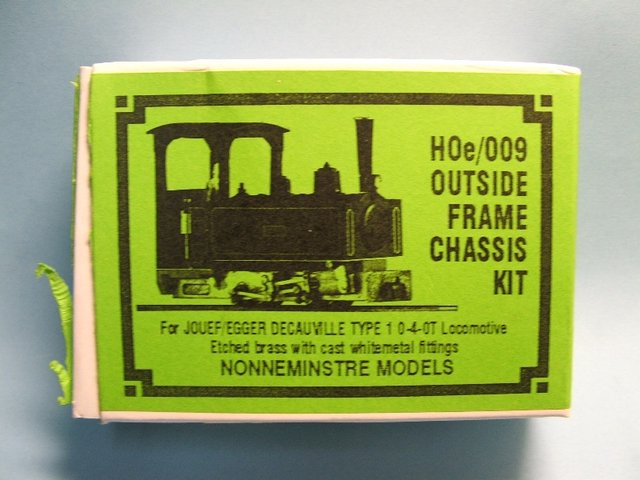 HOe/009
OUTSIDE
FRAME
CHASSIS
KIT
For JOUEF/EGGER DECAUVILLE TYPE 1 0-4-0T Locomotive
Etched brass with cast whitemetal fittings
NONNEMINSTRE MODELS